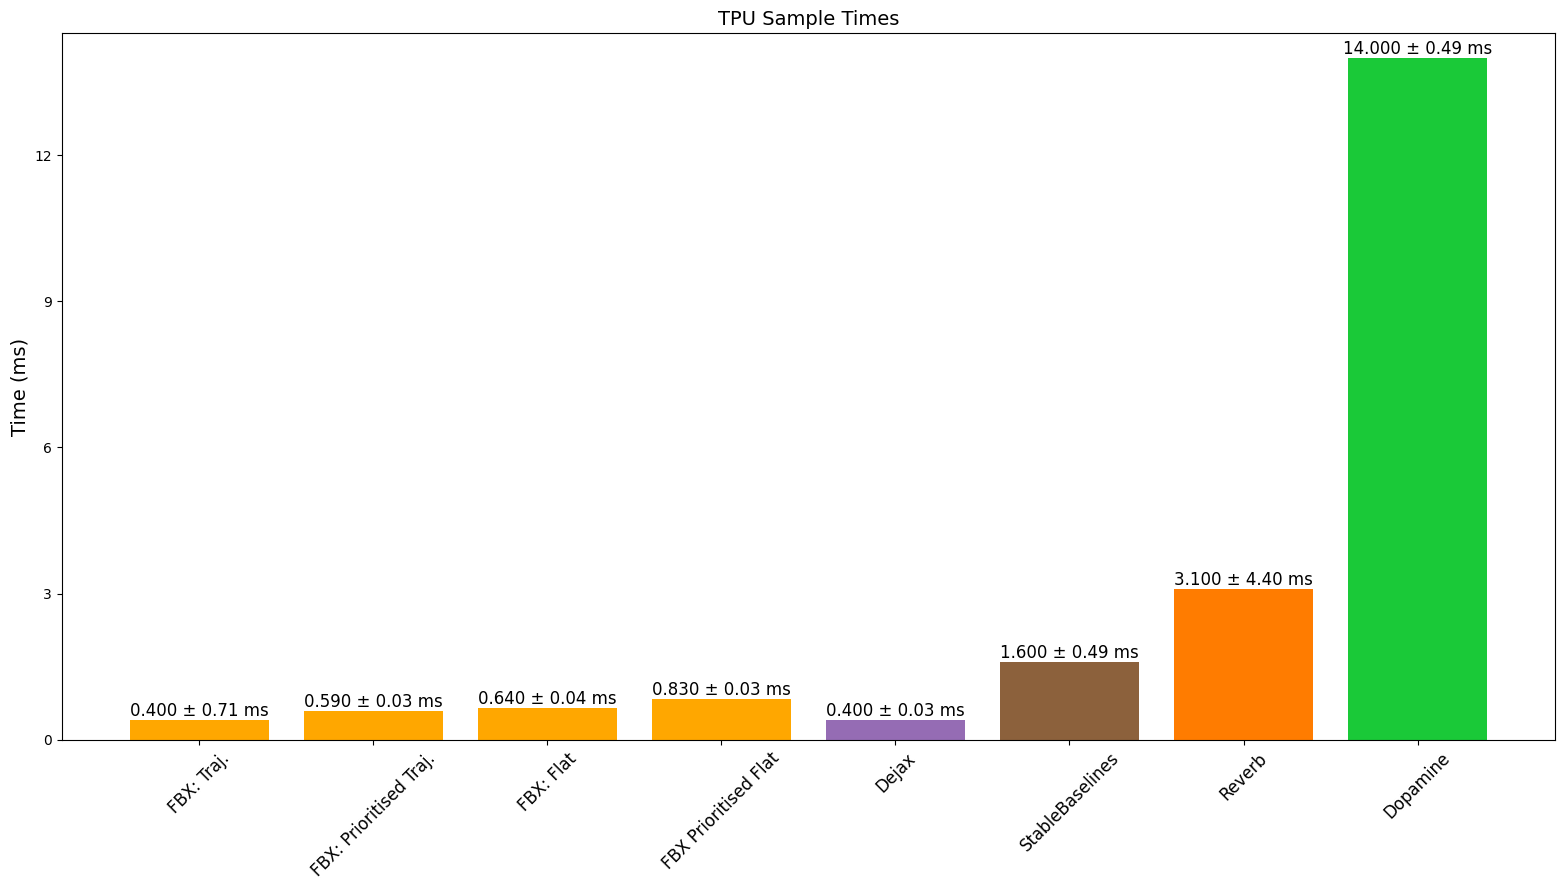 TPU Sample Times
14.000 ± 0.49 ms
12
9
Time (ms)
6
3.100 ± 4.40 ms
3
1.600 ± 0.49 ms
0.830 ± 0.03 ms
0.640 ± 0.04 ms
0.590 ± 0.03 ms
0.400 ± 0.71 ms
0.400 ± 0.03 ms
0
FBX: Traj.
FBX: Prioritised Traj.
FBX: Flat
FBX Prioritised Flat
Dejax
StableBaselines
Reverb
Dopamine